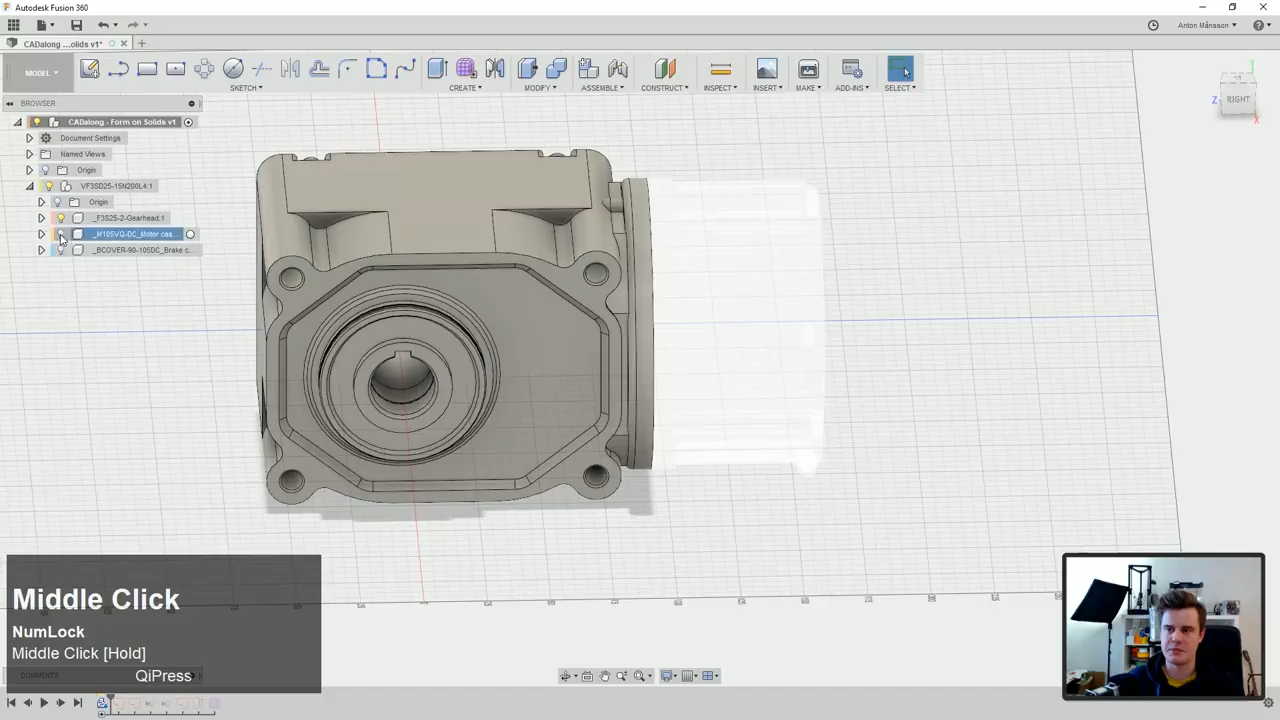 Autodesk Fusion 360
Anton Månsson
CADalong ...olids v1*
MODEL
SKETCH
CREATE
MODIFY
ASSEMBLE
CONSTRUCT
INSPECT
INSERT
MAKE
ADD-INS
SELECT
BROWSER
CADalong - Form on Solids v1
Document Settings
Named Views
Origin
VF3SD25-15N200L4:1
Origin
_F3S25-2-Gearhead:1
_M105VQ-DC_Motor cas...
_BCOVER-90-105DC_Brake c...
Y
RIGHT
Z
X
Middle Click
NumLock
Middle Click [Hold]
COMMENTS
QiPress